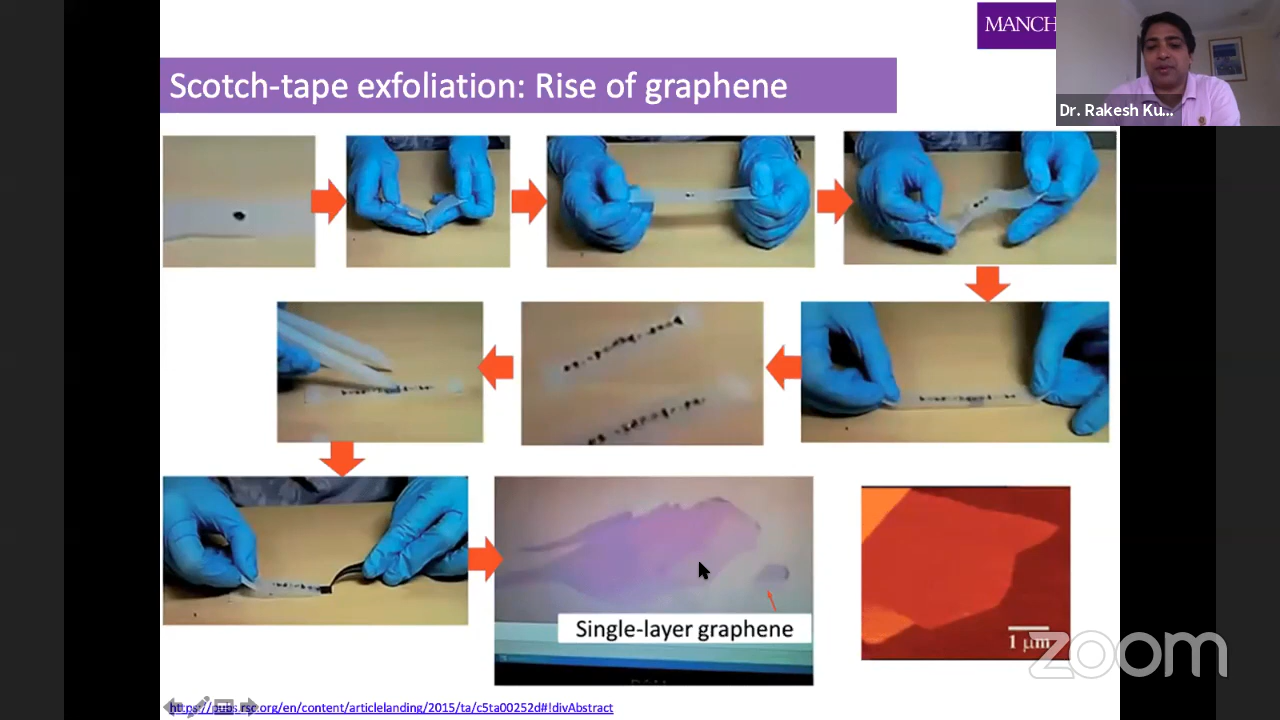 MANCH
Dr. Rakesh Ku...
Scotch-tape exfoliation: Rise of graphene
Single-layer graphene
1 μm
zoom
https://pubs.rsc.org/en/content/articlelanding/2015/ta/c5ta00252d#!divAbstract